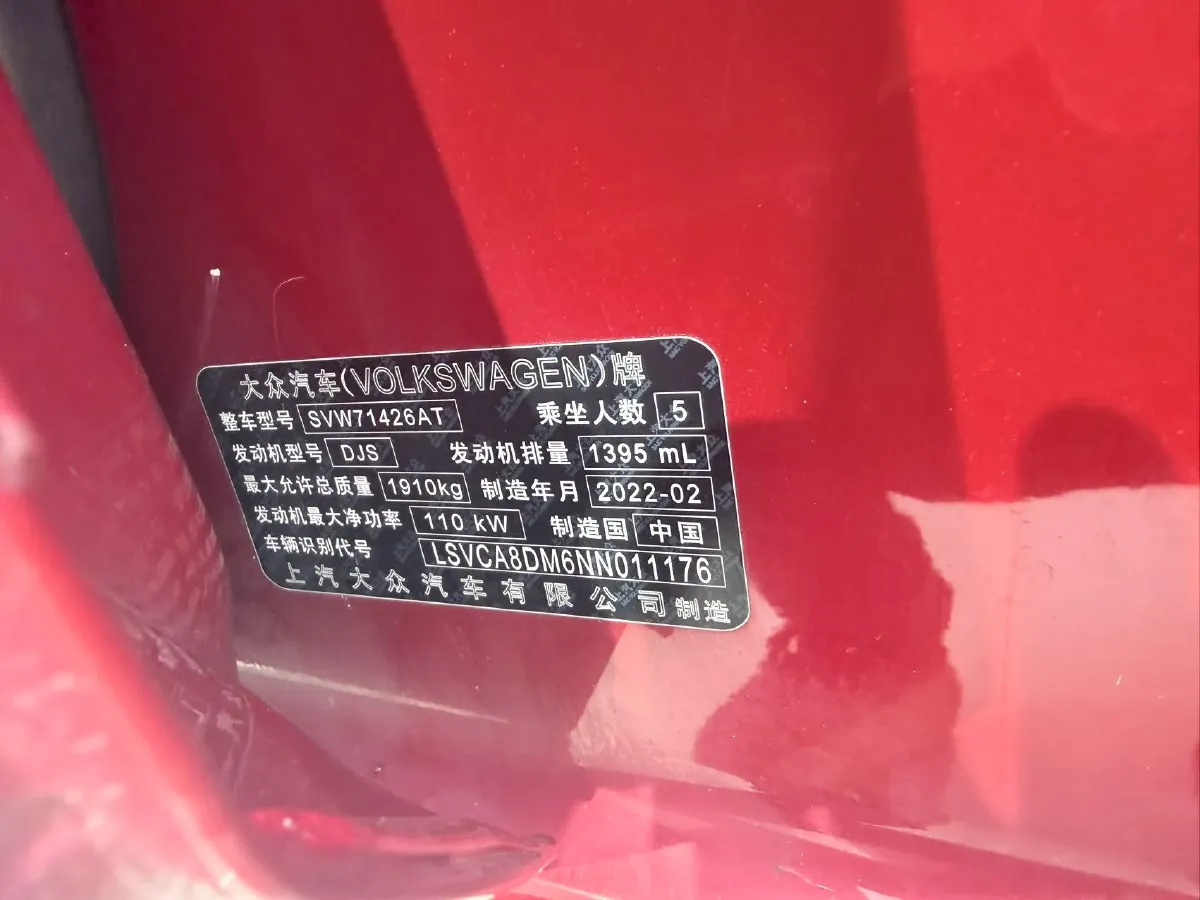 大众汽车(VOLKSWAGEN)牌
整车型号 SVW71426AT 乘坐人数 5
发动机型号 DJS 发动机排量 1395 mL
最大允许总质量 1910kg 制造年月 2022-02
发动机最大净功率 110 kW 制造国 中国
车辆识别代号 LSVCA8DM6NN011176
上汽大众汽车有限公司 制造